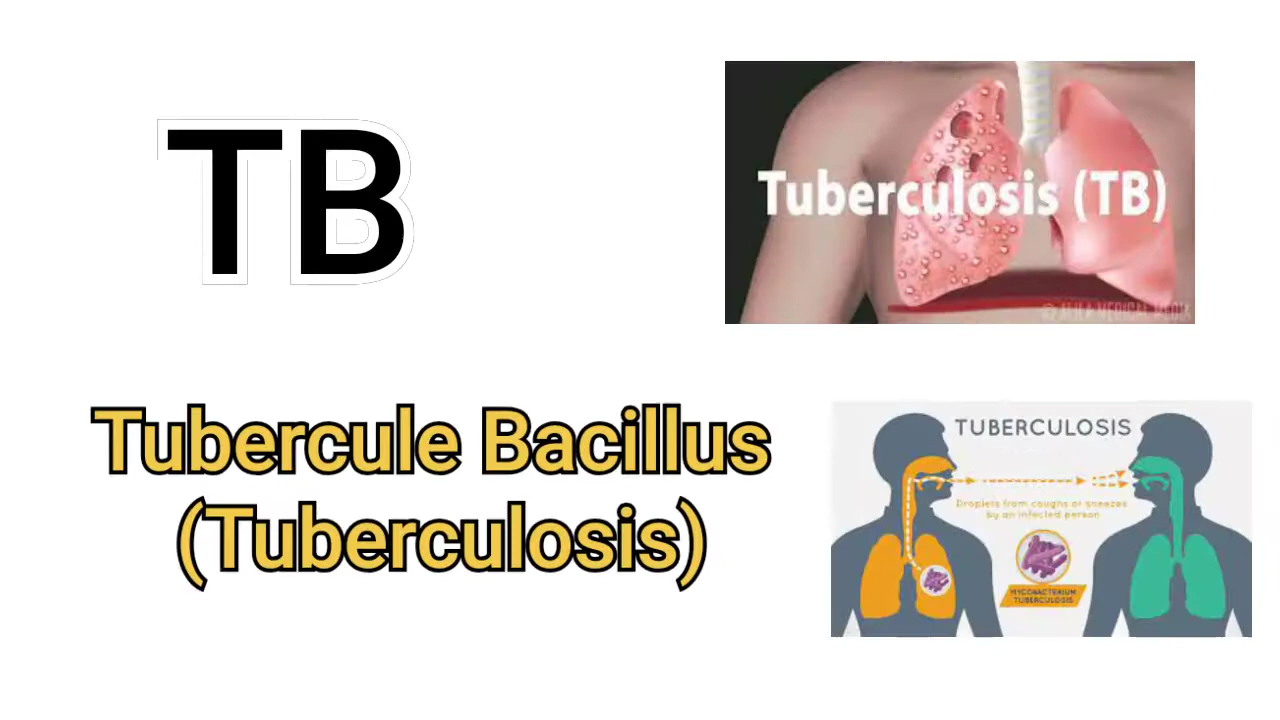 TB
Tuberculosis (TB)
Tubercule Bacillus
(Tuberculosis)
TUBERCULOSIS
Droplets from coughs or sneezes
by an infected person
MYCOBACTERIUM
TUBERCULOSIS